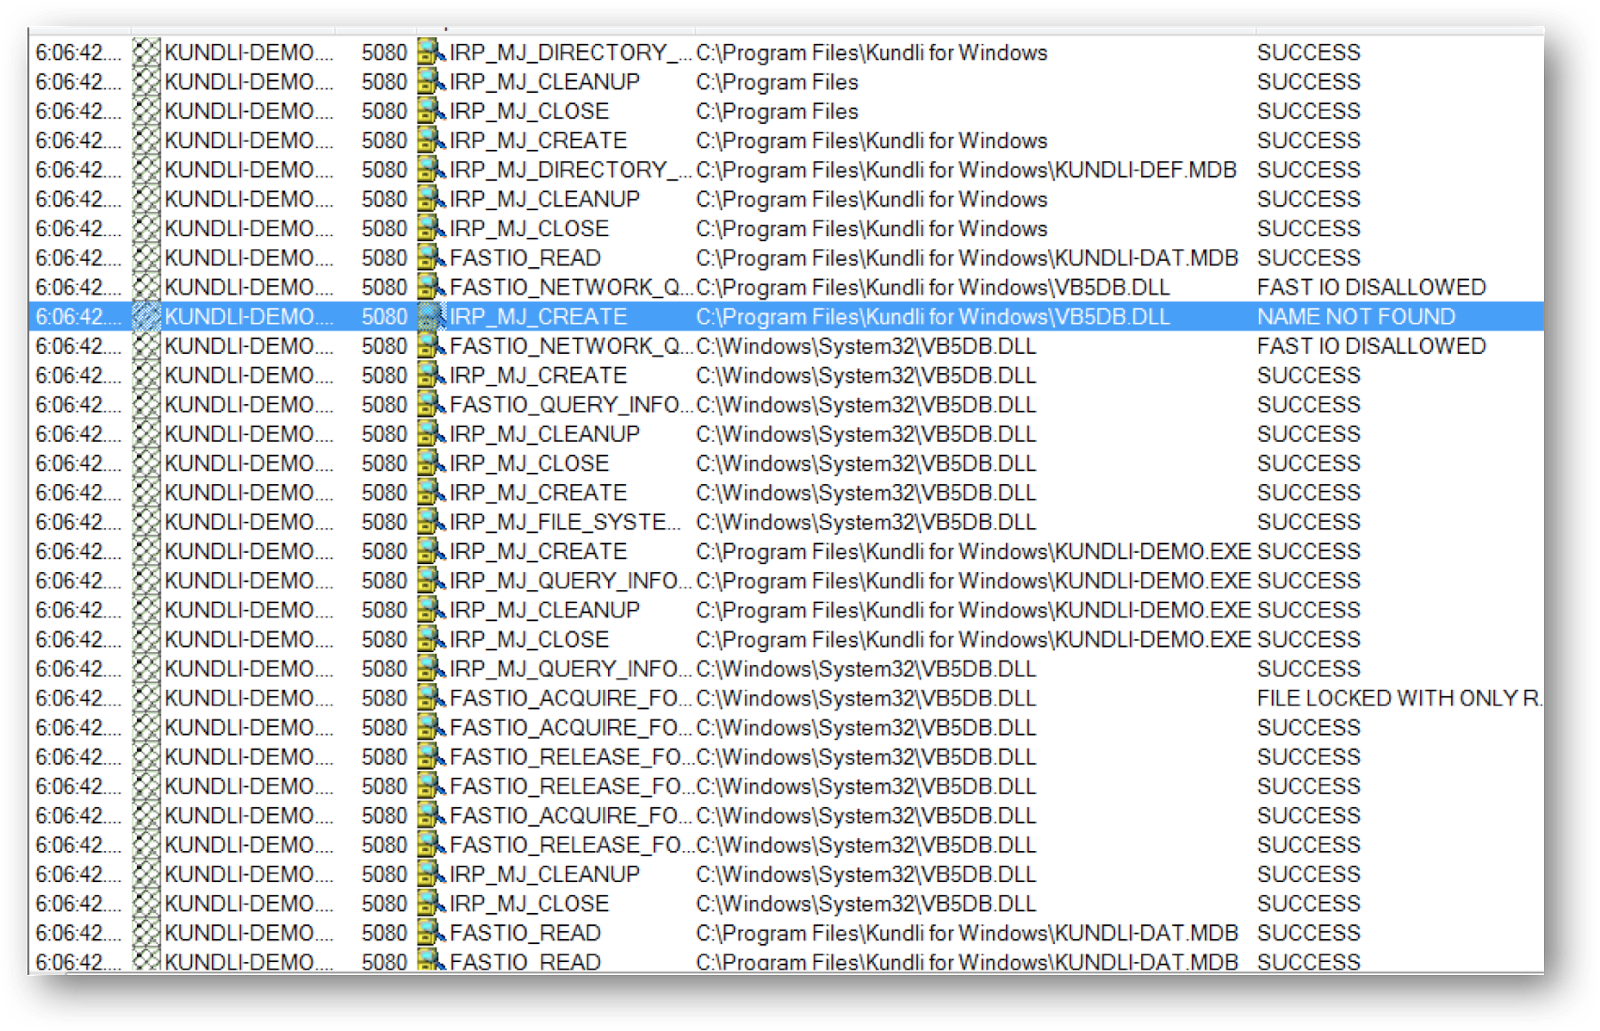 6:06:42.... KUNDLI-DEMO.... 5080 IRP_MJ_DIRECTORY_... C:\Program Files\Kundli for Windows SUCCESS
6:06:42.... KUNDLI-DEMO.... 5080 IRP_MJ_CLEANUP C:\Program Files SUCCESS
6:06:42.... KUNDLI-DEMO.... 5080 IRP_MJ_CLOSE C:\Program Files SUCCESS
6:06:42.... KUNDLI-DEMO.... 5080 IRP_MJ_CREATE C:\Program Files\Kundli for Windows SUCCESS
6:06:42.... KUNDLI-DEMO.... 5080 IRP_MJ_DIRECTORY_... C:\Program Files\Kundli for Windows\KUNDLI-DEF.MDB SUCCESS
6:06:42.... KUNDLI-DEMO.... 5080 IRP_MJ_CLEANUP C:\Program Files\Kundli for Windows SUCCESS
6:06:42.... KUNDLI-DEMO.... 5080 IRP_MJ_CLOSE C:\Program Files\Kundli for Windows SUCCESS
6:06:42.... KUNDLI-DEMO.... 5080 FASTIO_READ C:\Program Files\Kundli for Windows\KUNDLI-DAT.MDB SUCCESS
6:06:42.... KUNDLI-DEMO.... 5080 FASTIO_NETWORK_Q... C:\Program Files\Kundli for Windows\VB5DB.DLL FAST IO DISALLOWED
6:06:42.... KUNDLI-DEMO.... 5080 IRP_MJ_CREATE C:\Program Files\Kundli for Windows\VB5DB.DLL NAME NOT FOUND
6:06:42.... KUNDLI-DEMO.... 5080 FASTIO_NETWORK_Q... C:\Windows\System32\VB5DB.DLL FAST IO DISALLOWED
6:06:42.... KUNDLI-DEMO.... 5080 IRP_MJ_CREATE C:\Windows\System32\VB5DB.DLL SUCCESS
6:06:42.... KUNDLI-DEMO.... 5080 FASTIO_QUERY_INFO... C:\Windows\System32\VB5DB.DLL SUCCESS
6:06:42.... KUNDLI-DEMO.... 5080 IRP_MJ_CLEANUP C:\Windows\System32\VB5DB.DLL SUCCESS
6:06:42.... KUNDLI-DEMO.... 5080 IRP_MJ_CLOSE C:\Windows\System32\VB5DB.DLL SUCCESS
6:06:42.... KUNDLI-DEMO.... 5080 IRP_MJ_CREATE C:\Windows\System32\VB5DB.DLL SUCCESS
6:06:42.... KUNDLI-DEMO.... 5080 IRP_MJ_FILE_SYSTE... C:\Windows\System32\VB5DB.DLL SUCCESS
6:06:42.... KUNDLI-DEMO.... 5080 IRP_MJ_CREATE C:\Program Files\Kundli for Windows\KUNDLI-DEMO.EXE SUCCESS
6:06:42.... KUNDLI-DEMO.... 5080 IRP_MJ_QUERY_INFO... C:\Program Files\Kundli for Windows\KUNDLI-DEMO.EXE SUCCESS
6:06:42.... KUNDLI-DEMO.... 5080 IRP_MJ_CLEANUP C:\Program Files\Kundli for Windows\KUNDLI-DEMO.EXE SUCCESS
6:06:42.... KUNDLI-DEMO.... 5080 IRP_MJ_CLOSE C:\Program Files\Kundli for Windows\KUNDLI-DEMO.EXE SUCCESS
6:06:42.... KUNDLI-DEMO.... 5080 IRP_MJ_QUERY_INFO... C:\Windows\System32\VB5DB.DLL SUCCESS
6:06:42.... KUNDLI-DEMO.... 5080 FASTIO_ACQUIRE_FO... C:\Windows\System32\VB5DB.DLL FILE LOCKED WITH ONLY R.
6:06:42.... KUNDLI-DEMO.... 5080 FASTIO_ACQUIRE_FO... C:\Windows\System32\VB5DB.DLL SUCCESS
6:06:42.... KUNDLI-DEMO.... 5080 FASTIO_RELEASE_FO... C:\Windows\System32\VB5DB.DLL SUCCESS
6:06:42.... KUNDLI-DEMO.... 5080 FASTIO_RELEASE_FO... C:\Windows\System32\VB5DB.DLL SUCCESS
6:06:42.... KUNDLI-DEMO.... 5080 FASTIO_ACQUIRE_FO... C:\Windows\System32\VB5DB.DLL SUCCESS
6:06:42.... KUNDLI-DEMO.... 5080 FASTIO_RELEASE_FO... C:\Windows\System32\VB5DB.DLL SUCCESS
6:06:42.... KUNDLI-DEMO.... 5080 IRP_MJ_CLEANUP C:\Windows\System32\VB5DB.DLL SUCCESS
6:06:42.... KUNDLI-DEMO.... 5080 IRP_MJ_CLOSE C:\Windows\System32\VB5DB.DLL SUCCESS
6:06:42.... KUNDLI-DEMO.... 5080 FASTIO_READ C:\Program Files\Kundli for Windows\KUNDLI-DAT.MDB SUCCESS
6:06:42.... KUNDLI-DEMO.... 5080 FASTIO_READ C:\Program Files\Kundli for Windows\KUNDLI-DAT.MDB SUCCESS